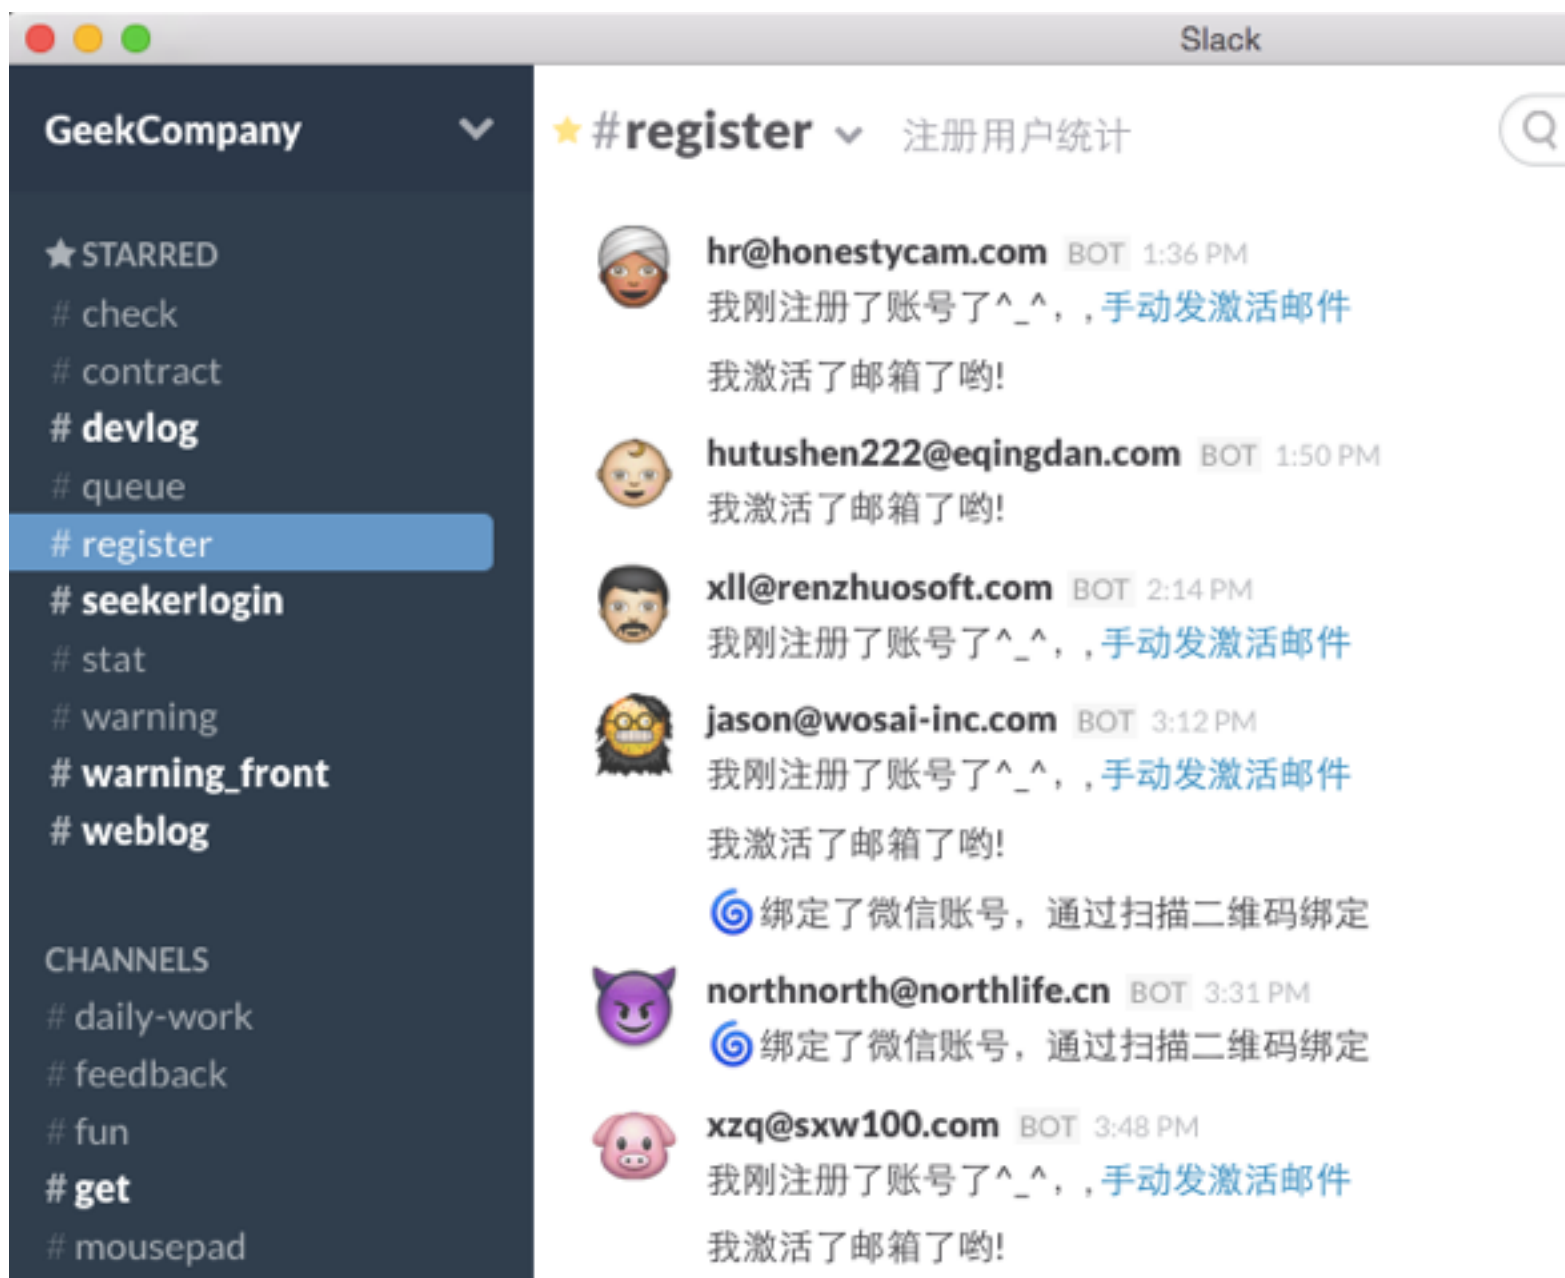 Slack
GeekCompany
STARRED
# check
# contract
# devlog
# queue
# register
# seekerlogin
# stat
# warning
# warning_front
# weblog
CHANNELS
# daily-work
# feedback
# fun
# get
# mousepad
#register 注册用户统计
hr@honestycam.com BOT 1:36 PM
我刚注册了账号了^_^，,手动发激活邮件
我激活了邮箱了哟!
hutushen222@eqingdan.com BOT 1:50 PM
我激活了邮箱了哟!
xll@renzhuosoft.com BOT 2:14 PM
我刚注册了账号了^_^，,手动发激活邮件
jason@wosai-inc.com BOT 3:12 PM
我刚注册了账号了^_^，,手动发激活邮件
我激活了邮箱了哟!
绑定了微信账号，通过扫描二维码绑定
northnorth@northlife.cn BOT 3:31 PM
绑定了微信账号，通过扫描二维码绑定
xzq@sxw100.com BOT 3:48 PM
我刚注册了账号了^_^，,手动发激活邮件
我激活了邮箱了哟!